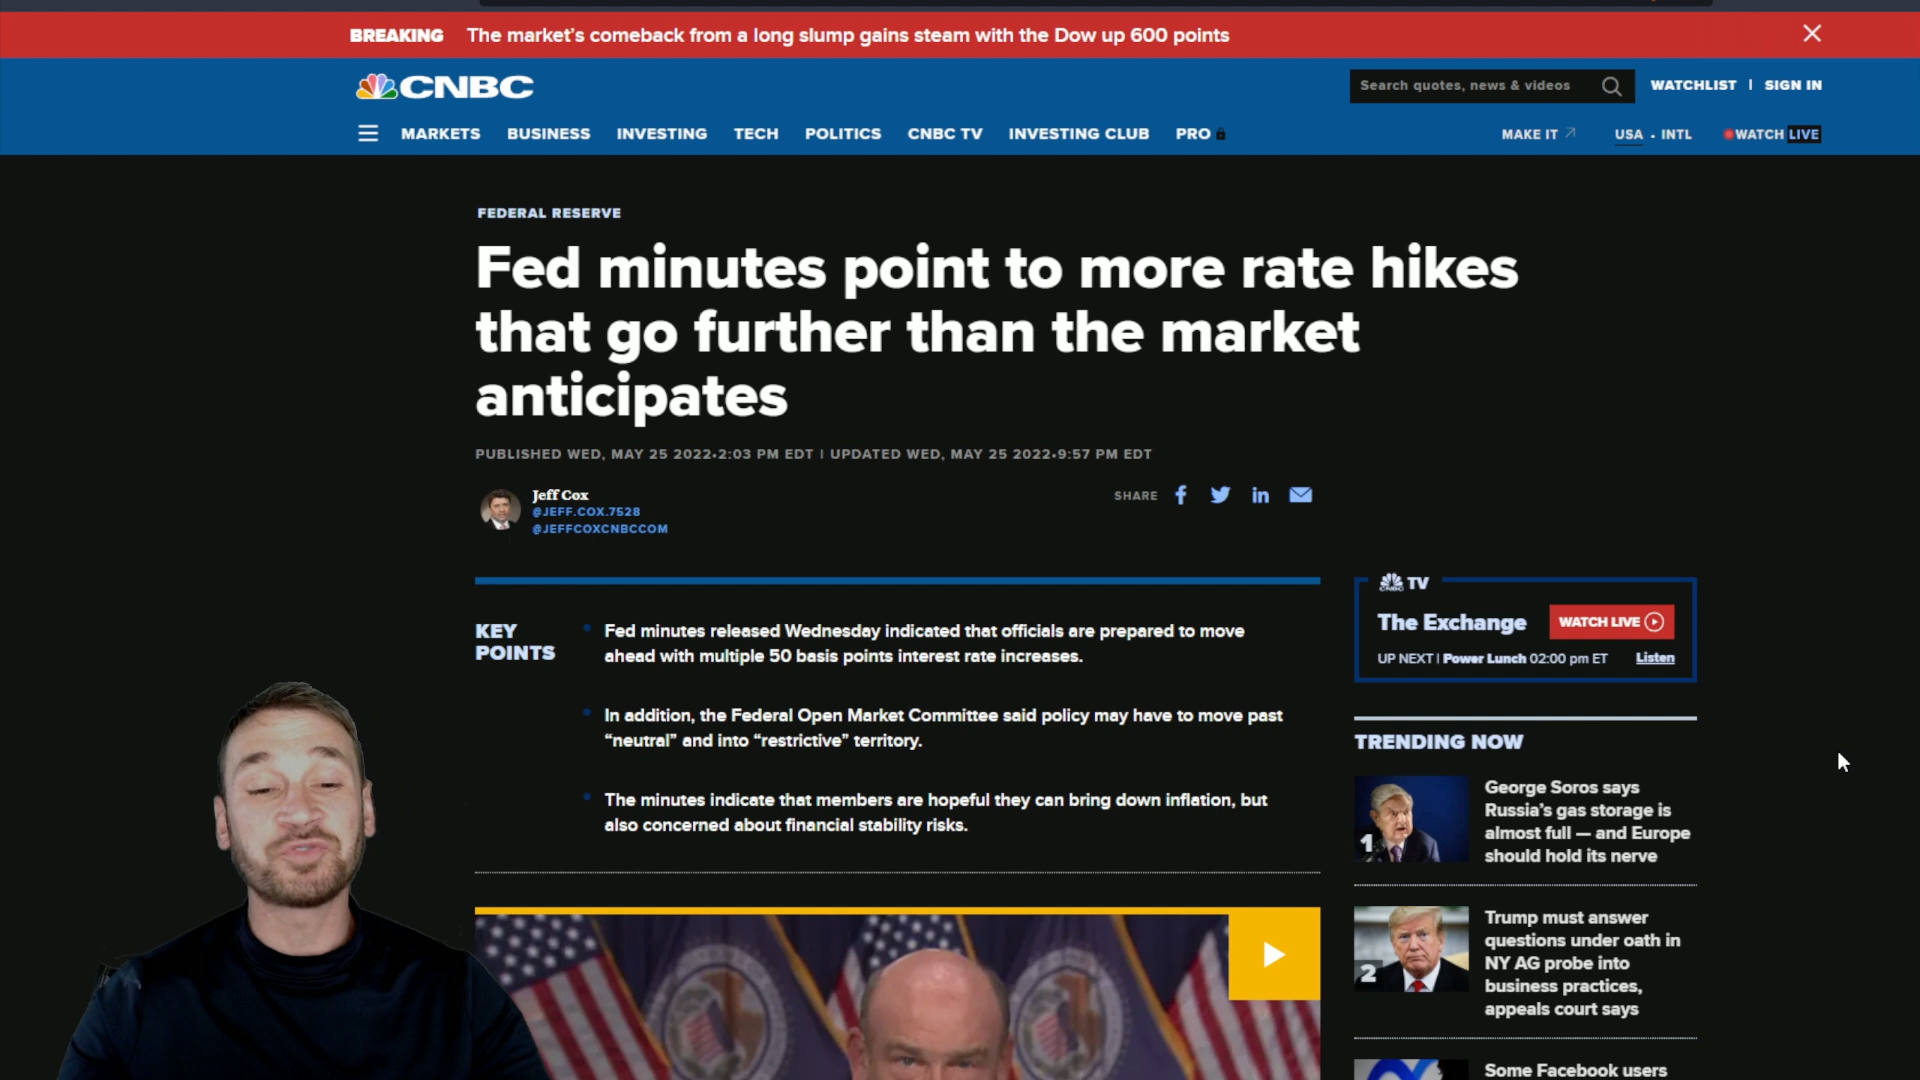 BREAKING The market's comeback from a long slump gains steam with the Dow up 600 points
CNBC
Search quotes, news & videos
WATCHLIST | SIGN IN
MARKETS BUSINESS INVESTING TECH POLITICS CNBC TV INVESTING CLUB PRO
MAKE IT USA • INTL WATCH LIVE
FEDERAL RESERVE
Fed minutes point to more rate hikes
that go further than the market
anticipates
PUBLISHED WED, MAY 25 2022•2:03 PM EDT | UPDATED WED, MAY 25 2022•9:57 PM EDT
Jeff Cox
@JEFF.COX.7528
@JEFFCOXCNBCCOM
SHARE
KEY
POINTS
Fed minutes released Wednesday indicated that officials are prepared to move
ahead with multiple 50 basis points interest rate increases.
In addition, the Federal Open Market Committee said policy may have to move past
“neutral” and into “restrictive” territory.
The minutes indicate that members are hopeful they can bring down inflation, but
also concerned about financial stability risks.
CNBC TV
The Exchange
WATCH LIVE
UP NEXT | Power Lunch 02:00 pm ET Listen
TRENDING NOW
1
George Soros says
Russia’s gas storage is
almost full — and Europe
should hold its nerve
2
Trump must answer
questions under oath in
NY AG probe into
business practices,
appeals court says
Some Facebook users